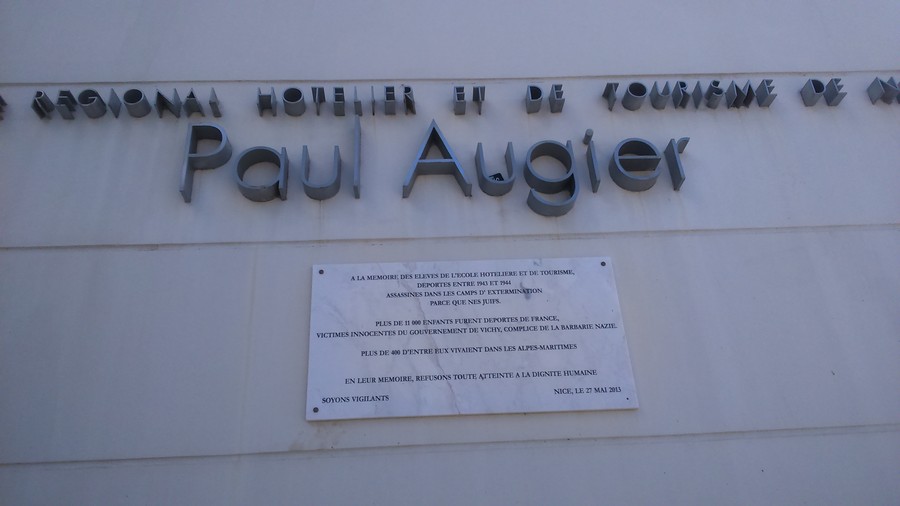 REGIONAL HOTELIER ET DE TOURISME DE
Paul Augier
A LA MEMOIRE DES ELEVES DE L'ECOLE HOTELIERE ET DE TOURISME,
DEPORTES ENTRE 1943 ET 1944
ASSASSINES DANS LES CAMPS D' EXTERMINATION
PARCE QUE NES JUIFS.
PLUS DE 11 000 ENFANTS FURENT DEPORTES DE FRANCE,
VICTIMES INNOCENTES DU GOUVERNEMENT DE VICHY, COMPLICE DE LA BARBARIE NAZIE.
PLUS DE 400 D'ENTRE EUX VIVAIENT DANS LES ALPES-MARITIMES
EN LEUR MEMOIRE, REFUSONS TOUTE ATTEINTE A LA DIGNITE HUMAINE
SOYONS VIGILANTS NICE, LE 27 MAI 2013